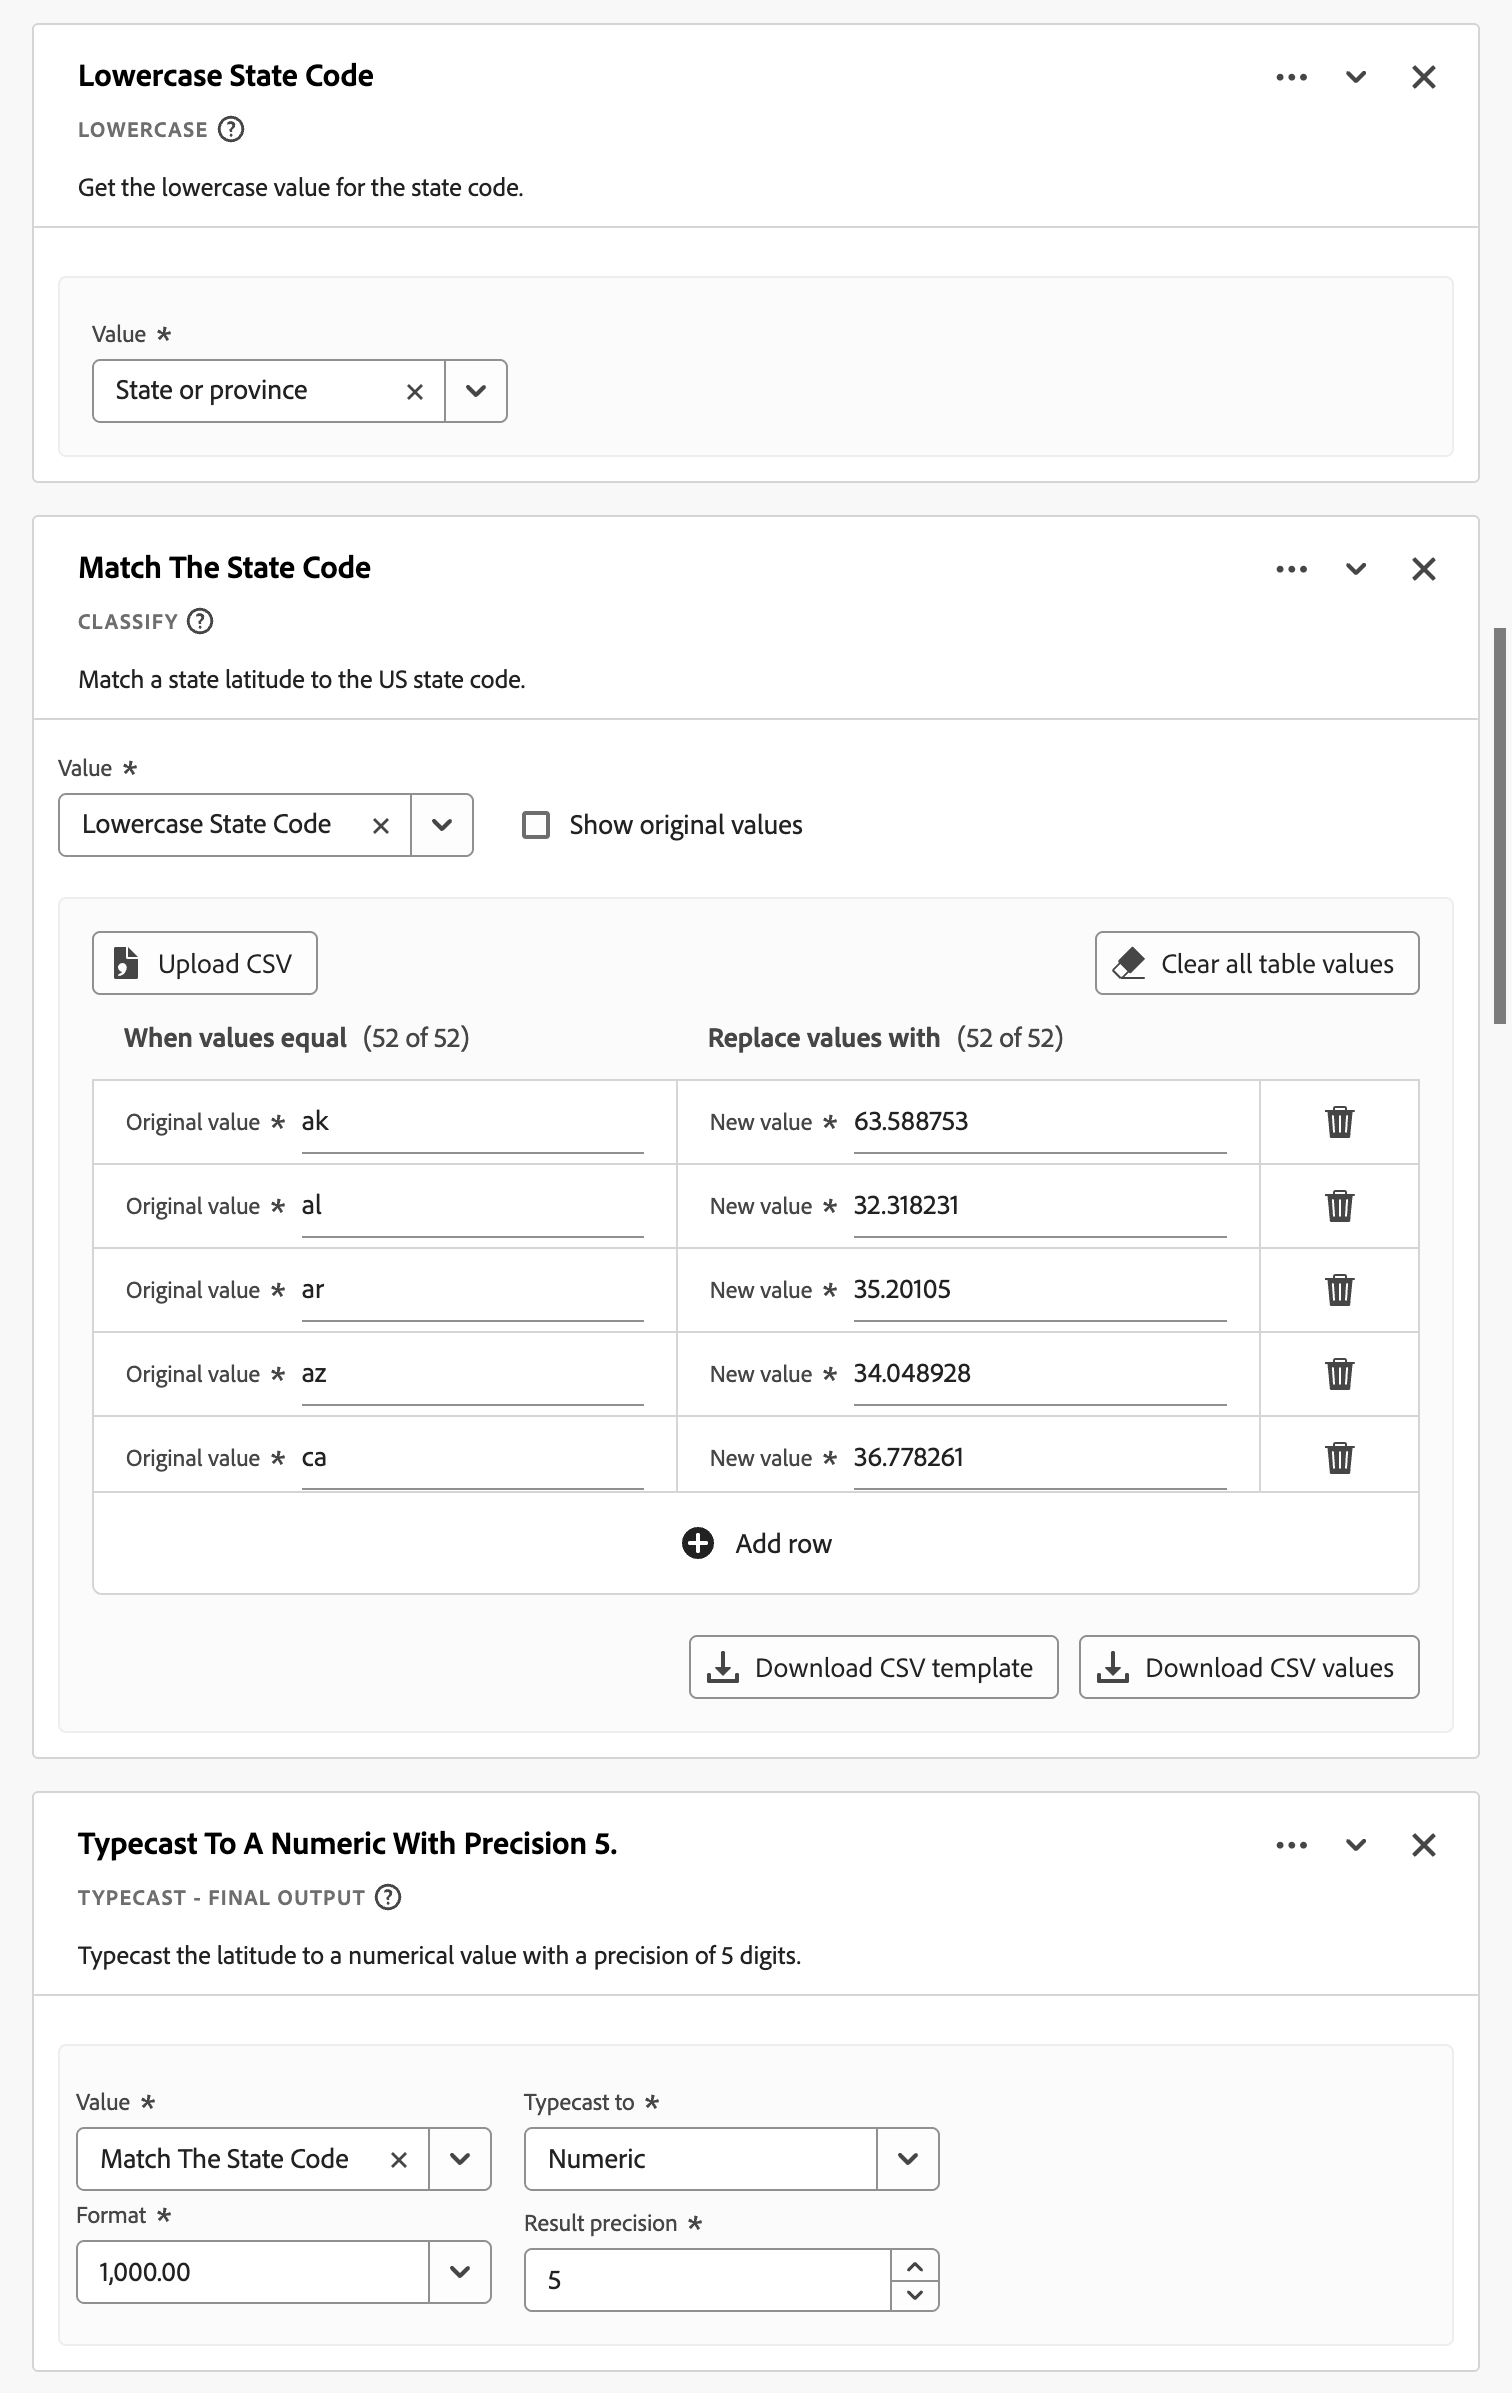 Lowercase State Code
LOWERCASE ?
Get the lowercase value for the state code.
Value *
State or province
Match The State Code
CLASSIFY ?
Match a state latitude to the US state code.
Value *
Lowercase State Code
Show original values
Upload CSV
Clear all table values
When values equal (52 of 52) Replace values with (52 of 52)
Original value * ak New value * 63.588753
Original value * al New value * 32.318231
Original value * ar New value * 35.20105
Original value * az New value * 34.048928
Original value * ca New value * 36.778261
Add row
Download CSV template Download CSV values
Typecast To A Numeric With Precision 5.
TYPECAST - FINAL OUTPUT ?
Typecast the latitude to a numerical value with a precision of 5 digits.
Value * Typecast to *
Match The State Code Numeric
Format * Result precision *
1,000.00 5